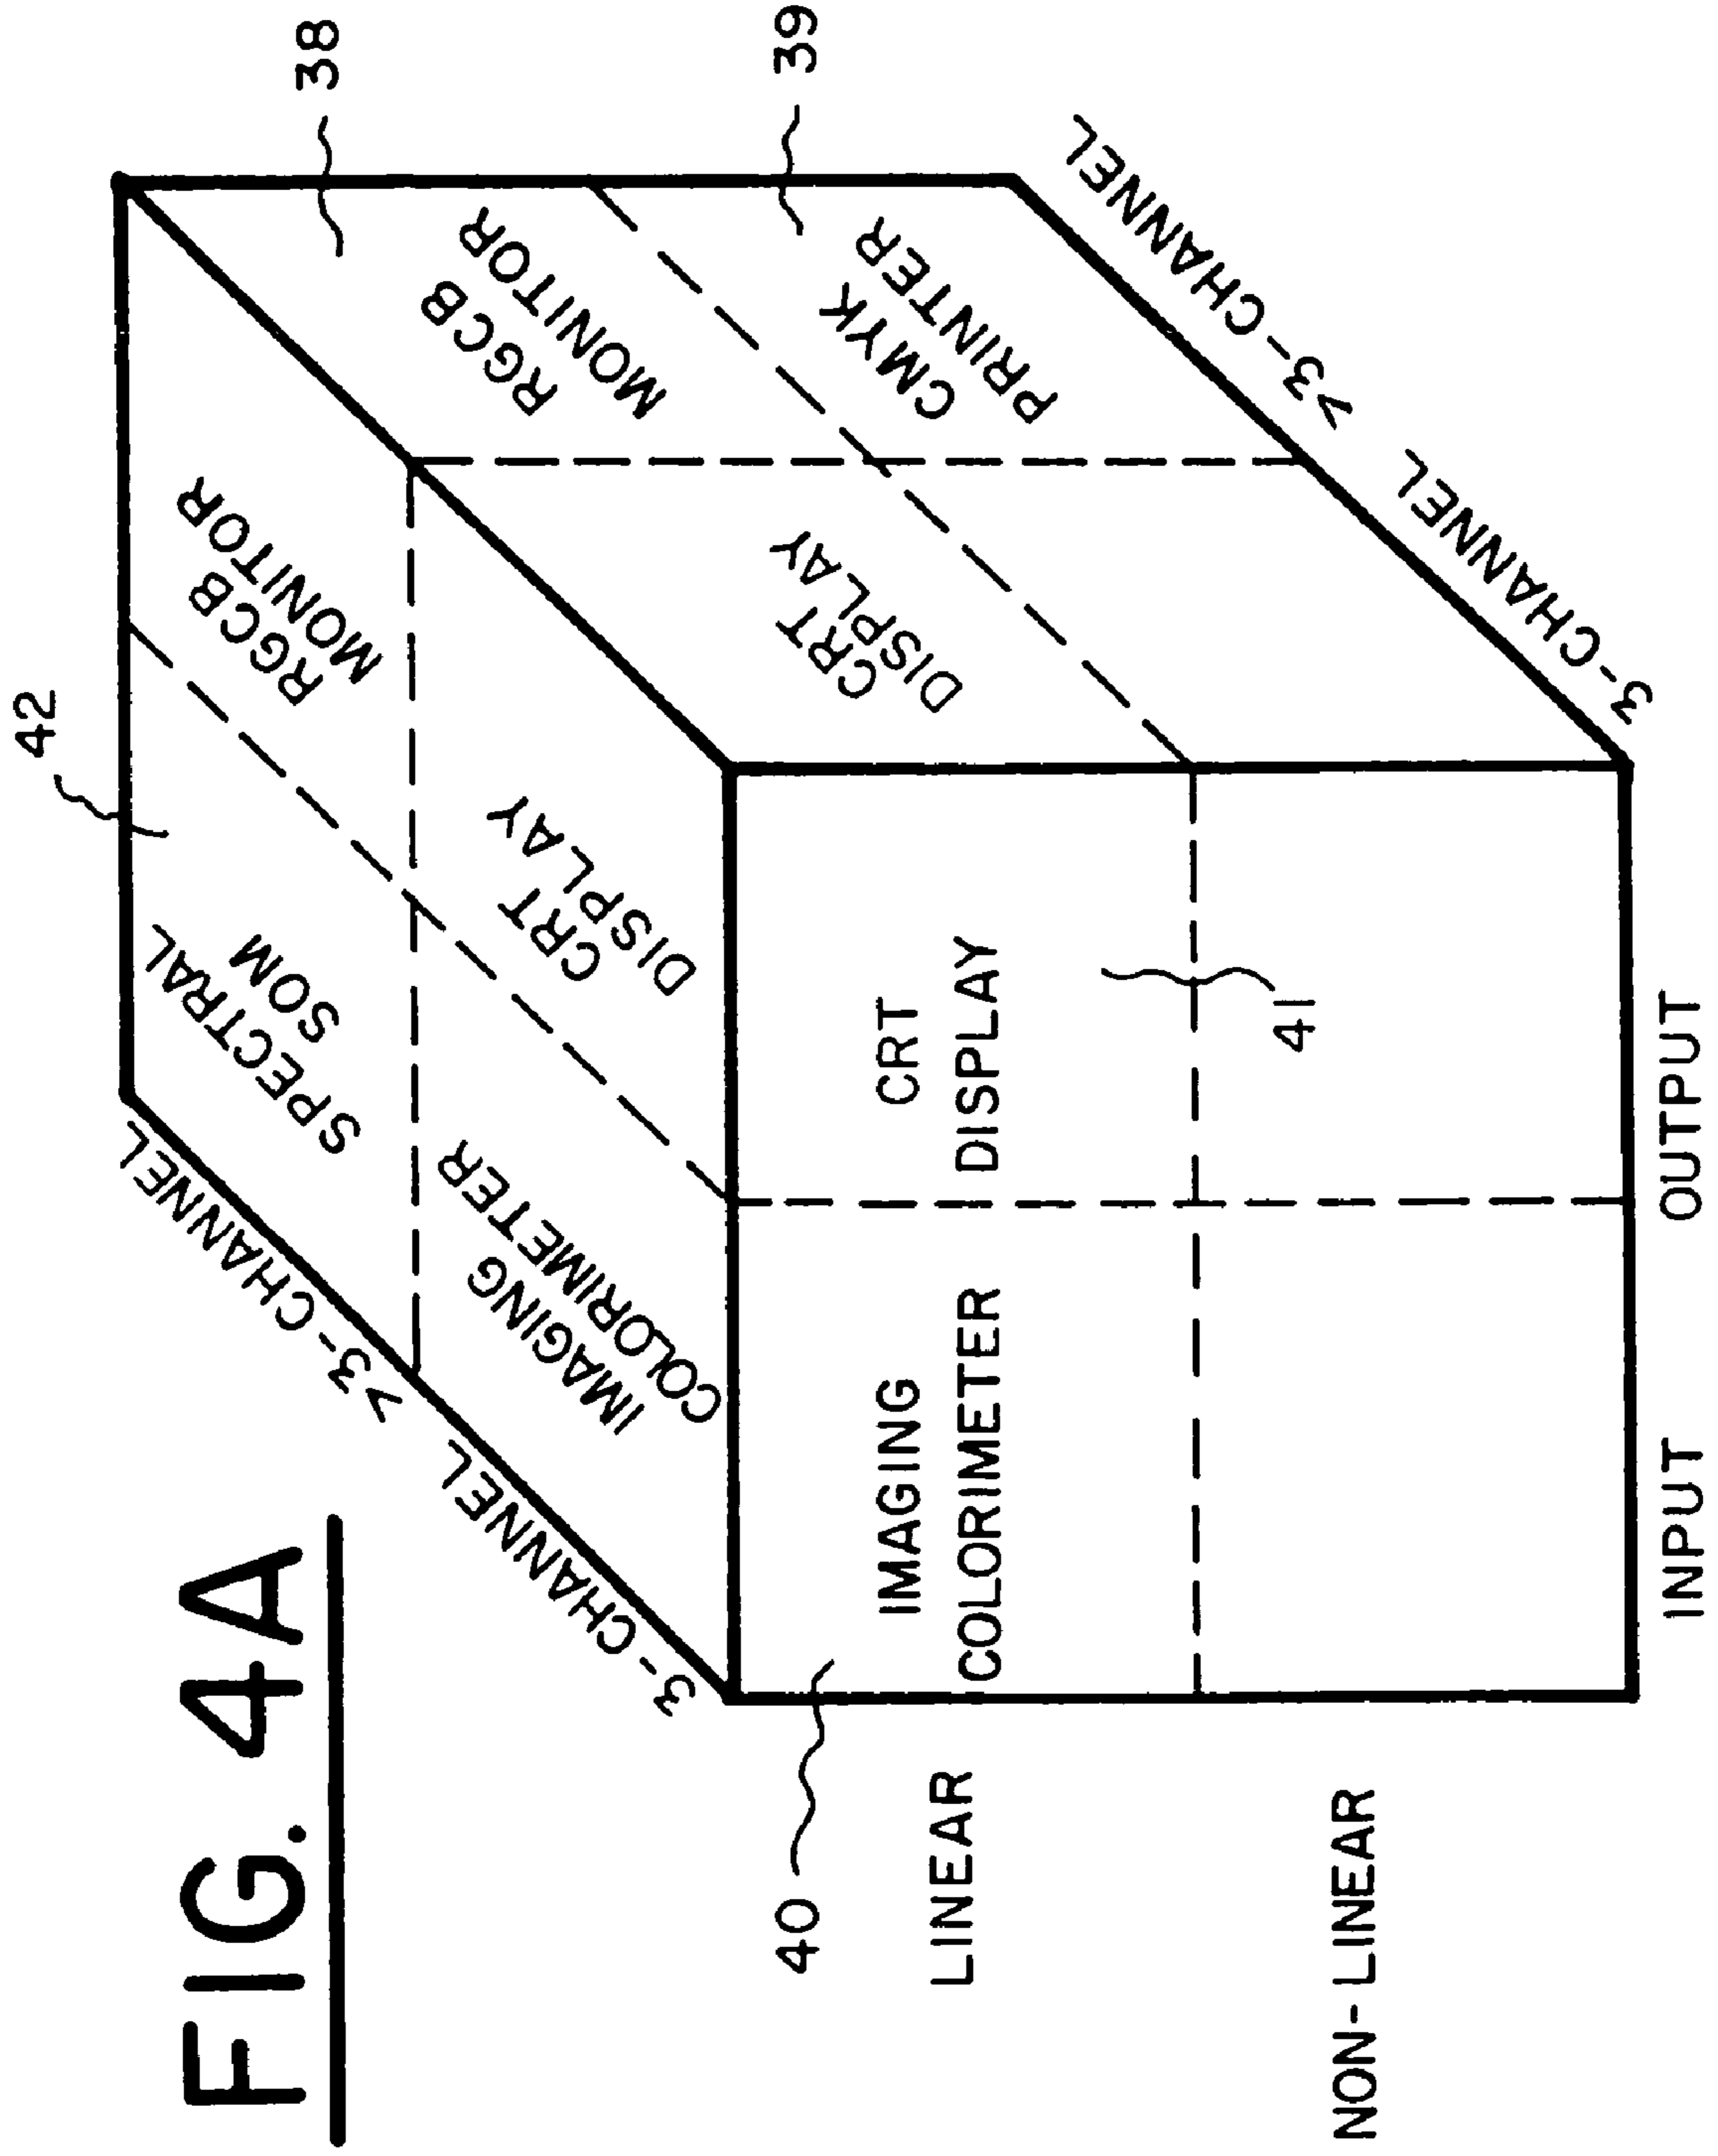 FIG. 4A
42
>3-CHANNEL
SPECTRAL
SOM
RGCB
MONITOR
38
3-CHANNEL
IMAGING
COLORIMETER
CRT
DISPLAY
RGCB
MONITOR
39
40
LINEAR
IMAGING
COLORIMETER
CRT
DISPLAY
CRT
DISPLAY
CMYK
PRINTER
41
NON-LINEAR
>3-CHANNEL
3-CHANNEL
INPUT
OUTPUT